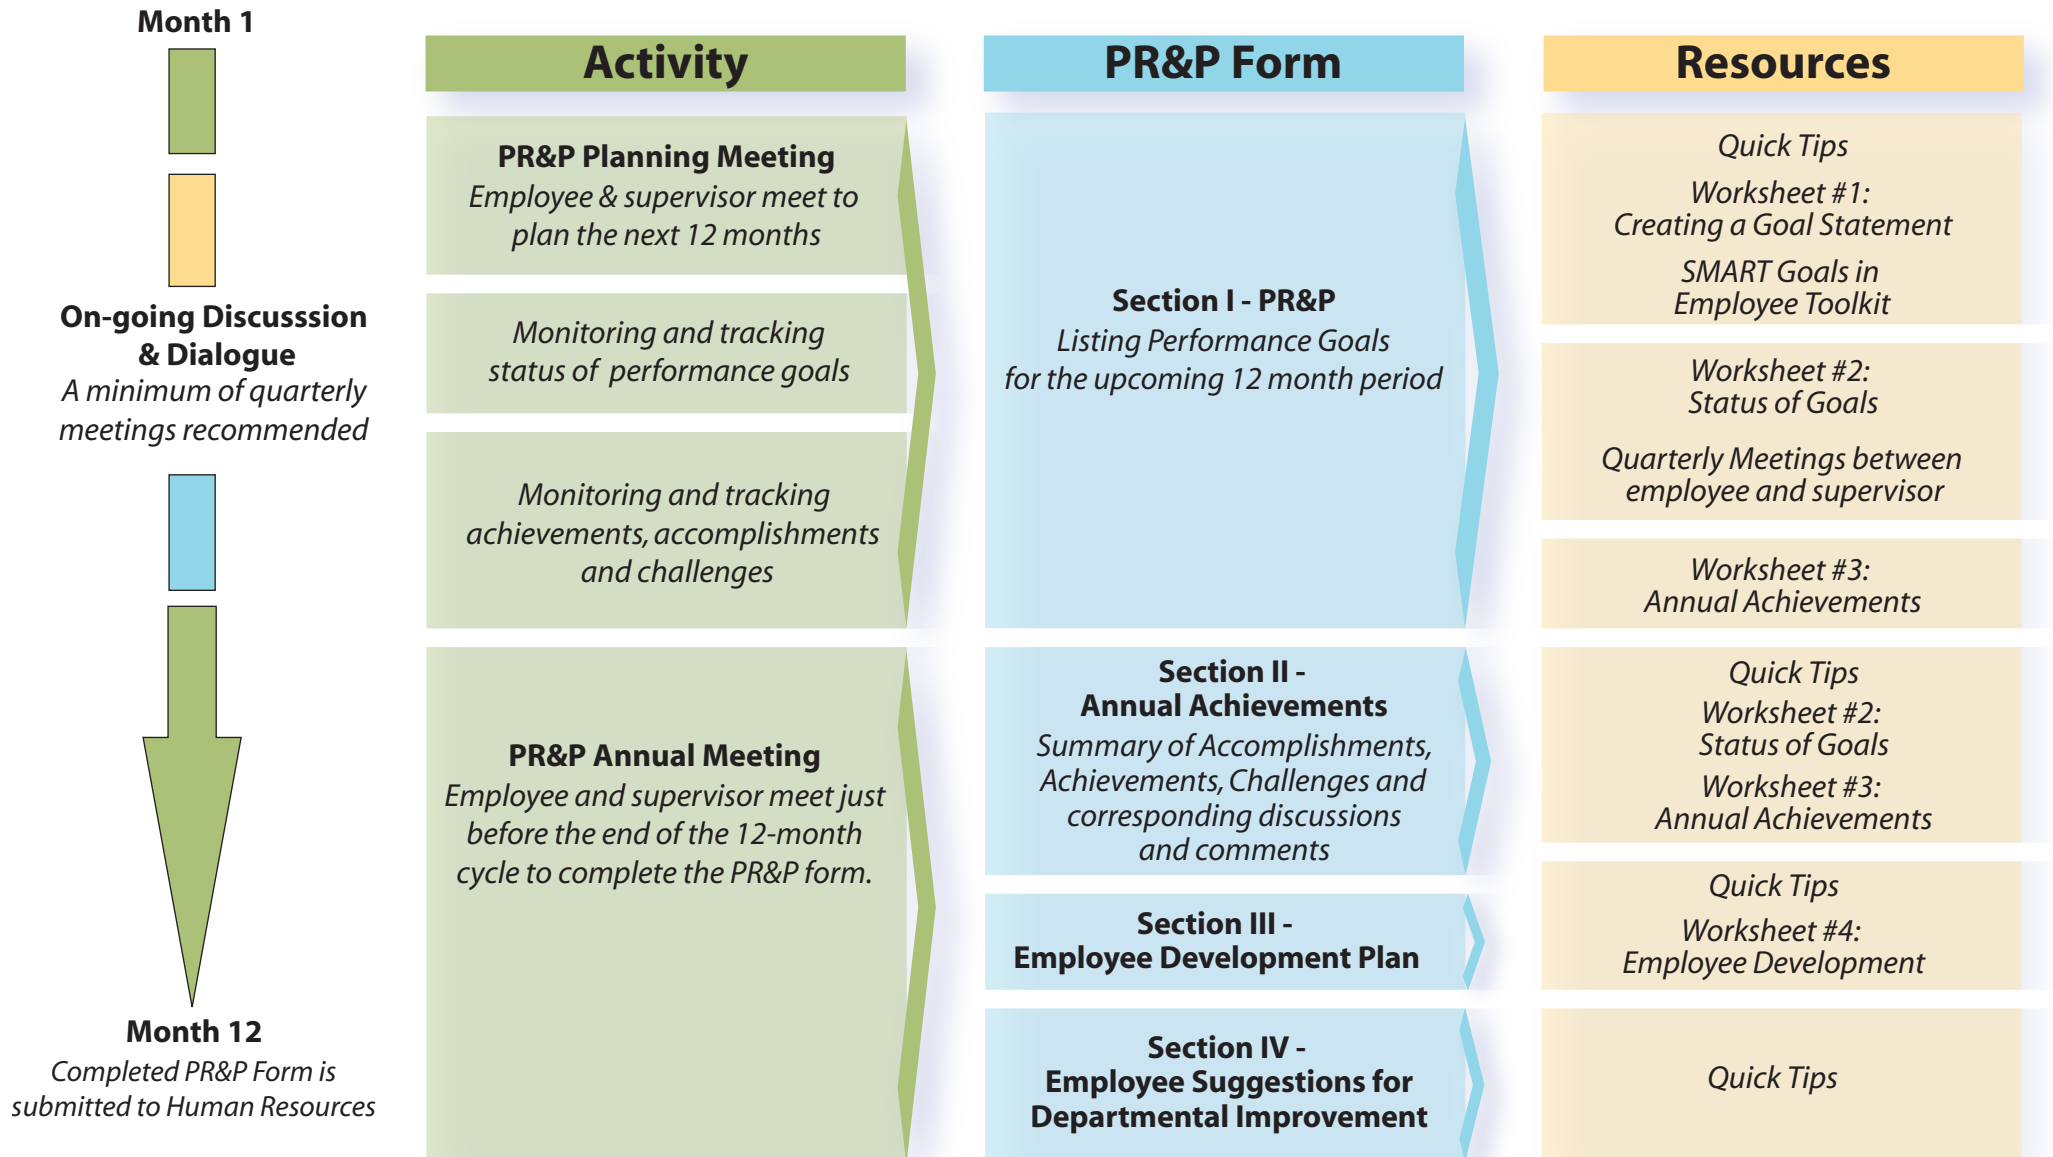 Month 1
On-going Discusssion
& Dialogue
A minimum of quarterly
meetings recommended
Month 12
Completed PR&P Form is
submitted to Human Resources
Activity
PR&P Planning Meeting
Employee & supervisor meet to
plan the next 12 months
Monitoring and tracking
status of performance goals
Monitoring and tracking
achievements, accomplishments
and challenges
PR&P Annual Meeting
Employee and supervisor meet just
before the end of the 12-month
cycle to complete the PR&P form.
PR&P Form
Section I - PR&P
Listing Performance Goals
for the upcoming 12 month period
Section II -
Annual Achievements
Summary of Accomplishments,
Achievements, Challenges and
corresponding discussions
and comments
Section III -
Employee Development Plan
Section IV -
Employee Suggestions for
Departmental Improvement
Resources
Quick Tips
Worksheet #1:
Creating a Goal Statement
SMART Goals in
Employee Toolkit
Worksheet #2:
Status of Goals
Quarterly Meetings between
employee and supervisor
Worksheet #3:
Annual Achievements
Quick Tips
Worksheet #2:
Status of Goals
Worksheet #3:
Annual Achievements
Quick Tips
Worksheet #4:
Employee Development
Quick Tips